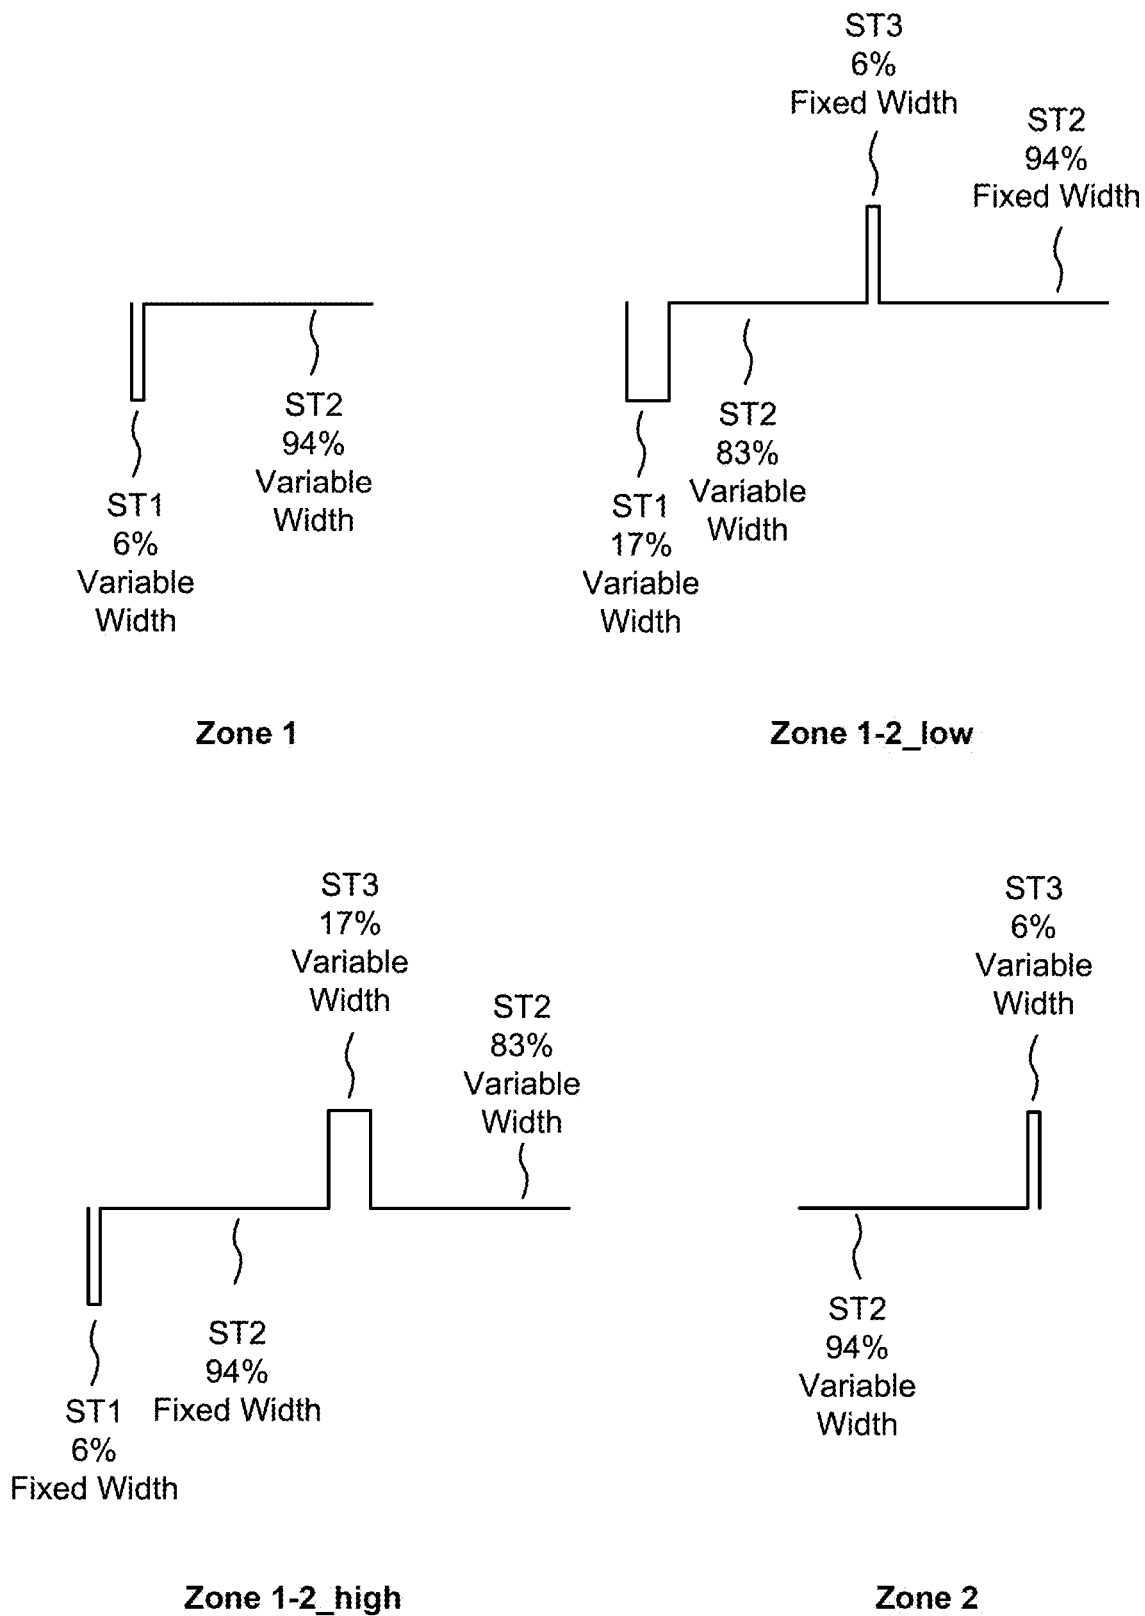 ST3
6%
Fixed Width
ST2
94%
Fixed Width
ST2
94%
Variable
Width
ST1
6%
Variable
Width
ST2
83%
Variable
Width
ST1
17%
Variable
Width
Zone 1
Zone 1-2_low
ST3
17%
Variable
Width
ST2
83%
Variable
Width
ST3
6%
Variable
Width
ST2
94%
Fixed Width
ST1
6%
Fixed Width
ST2
94%
Variable
Width
Zone 1-2_high
Zone 2